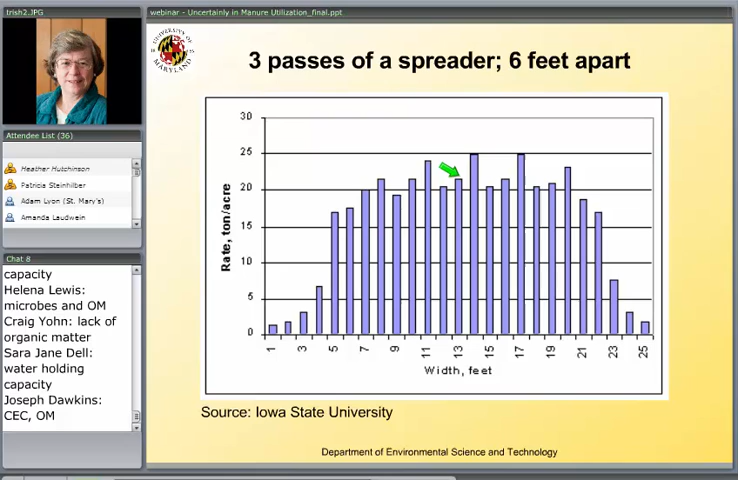 trish2.JPG
webinar - Uncertainly in Manure Utilization_final.ppt
Attendee List (36)
Heather Hutchinson
Patricia Steinhilber
Adam Lyon (St. Mary's)
Amanda Laudwein
Chat 8
capacity
Helena Lewis:
microbes and OM
Craig Yohn: lack of
organic matter
Sara Jane Dell:
water holding
capacity
Joseph Dawkins:
CEC, OM
UNIVERSITY OF
18 56
MARYLAND
3 passes of a spreader; 6 feet apart
Rate, ton/acre
30
25
20
15
10
5
0
1 3 5 7 9 11 13 15 17 19 21 23 25
Width, feet
Source: Iowa State University
Department of Environmental Science and Technology